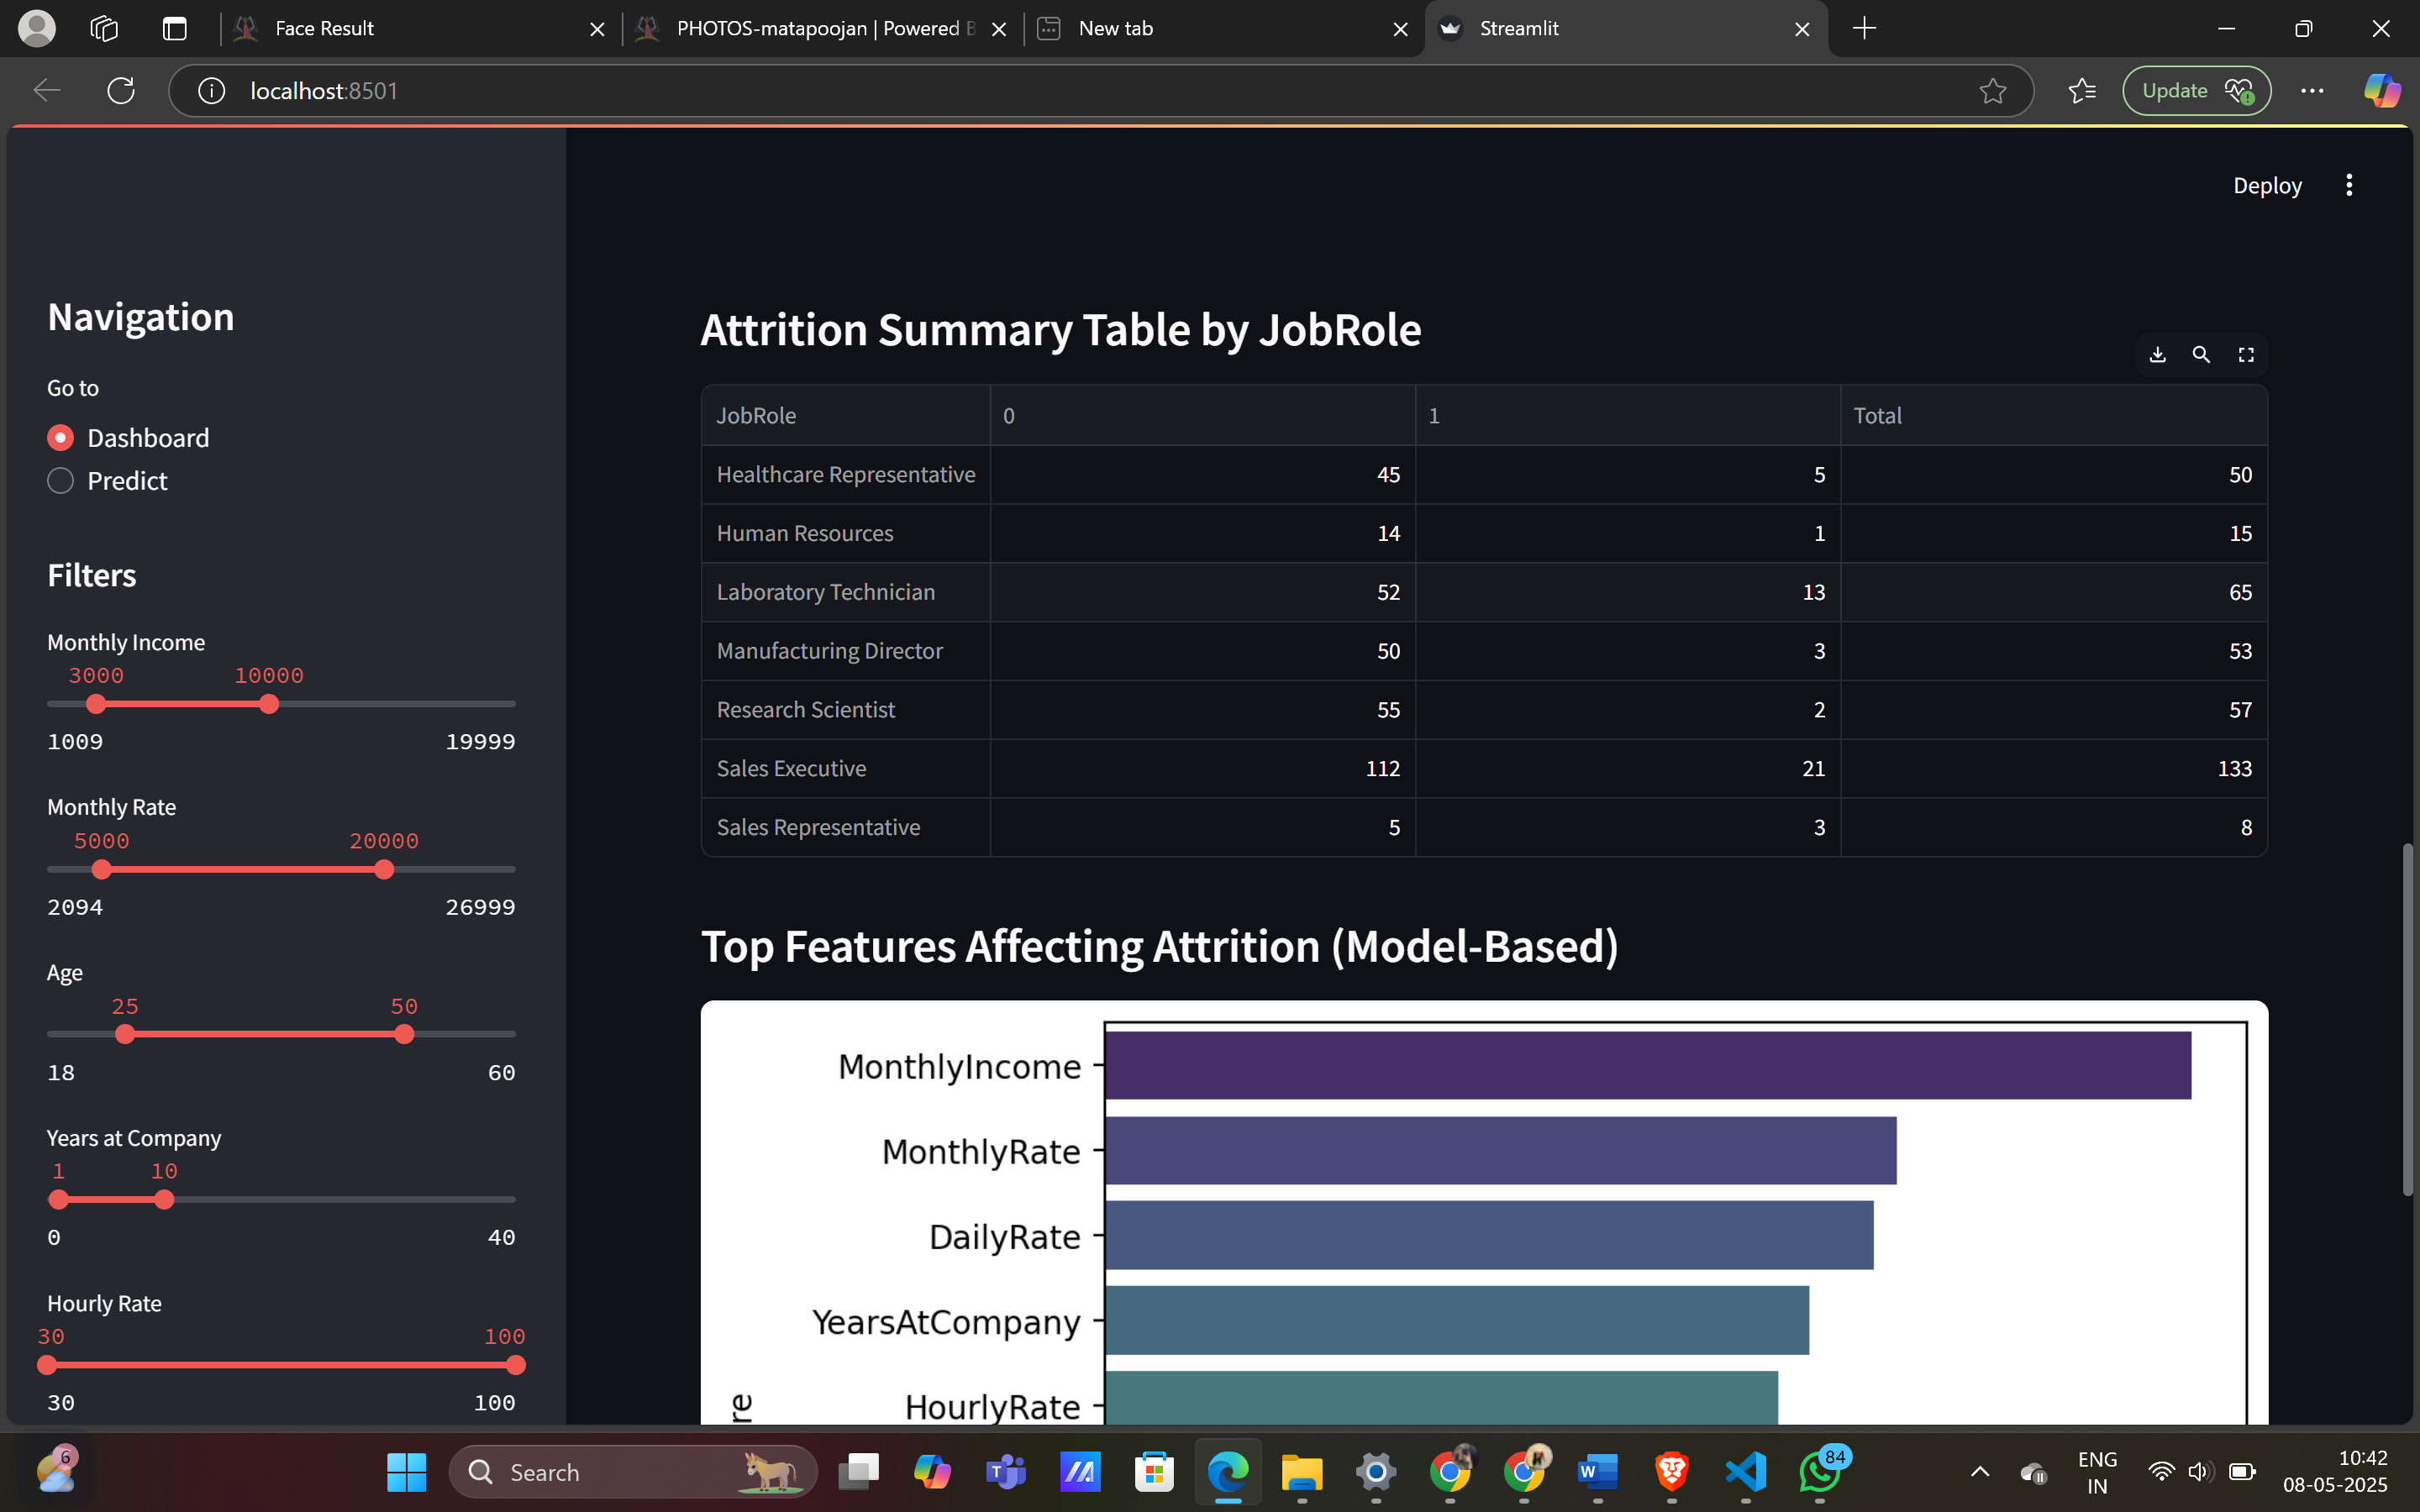 Face Result
PHOTOS-matapoojan | Powered B
New tab
Streamlit
localhost:8501
Update
Deploy
Navigation
Go to
Dashboard
Predict
Filters
Monthly Income
3000 10000
1009 19999
Monthly Rate
5000 20000
2094 26999
Age
25 50
18 60
Years at Company
1 10
0 40
Hourly Rate
30 100
30 100
Attrition Summary Table by JobRole
JobRole 0 1 Total
Healthcare Representative 45 5 50
Human Resources 14 1 15
Laboratory Technician 52 13 65
Manufacturing Director 50 3 53
Research Scientist 55 2 57
Sales Executive 112 21 133
Sales Representative 5 3 8
Top Features Affecting Attrition (Model-Based)
MonthlyIncome
MonthlyRate
DailyRate
YearsAtCompany
HourlyRate
re
6
Search
84
ENG
IN
10:42
08-05-2025